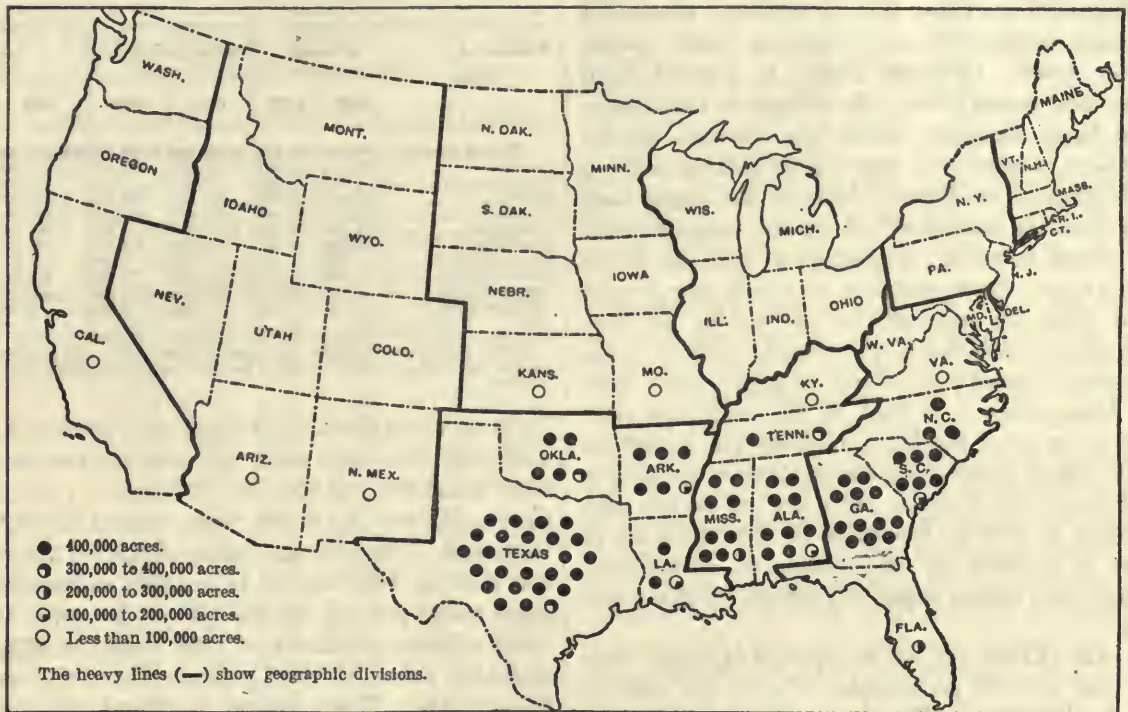 WASH.
MAINE
MONT.
N. DAK.
MINN.
OREGON
VT.
N.H.
MASS.
IDAHO
S. DAK.
WIS.
N. Y.
R. I.
CT.
WYO.
MICH.
PA.
N. J.
NEV.
NEBR.
IOWA
OHIO
ILL.
IND.
MD.
DEL.
CAL.
UTAH
COLO.
W. VA.
KANS.
MO.
KY.
VA.
N. C.
TENN.
ARIZ.
N. MEX.
OKLA.
ARK.
S. C.
MISS.
ALA.
GA.
TEXAS
LA.
FLA.
400,000 acres.
300,000 to 400,000 acres.
200,000 to 300,000 acres.
100,000 to 200,000 acres.
Less than 100,000 acres.
The heavy lines (—) show geographic divisions.